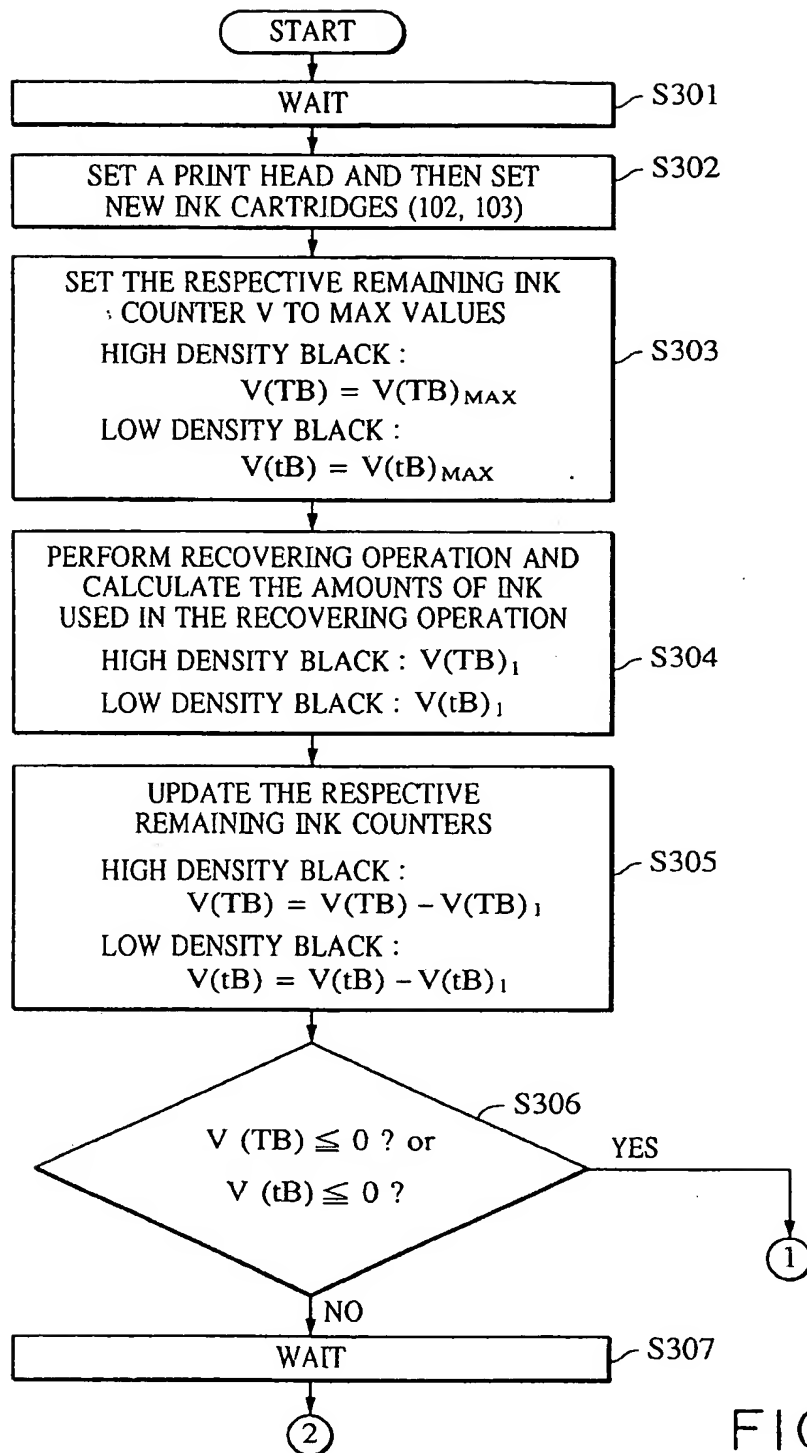 START
WAIT
S301
SET A PRINT HEAD AND THEN SET
NEW INK CARTRIDGES (102, 103)
S302
SET THE RESPECTIVE REMAINING INK
COUNTER V TO MAX VALUES
HIGH DENSITY BLACK :
V(TB) = V(TB)MAX
LOW DENSITY BLACK :
V(tB) = V(tB)MAX
S303
PERFORM RECOVERING OPERATION AND
CALCULATE THE AMOUNTS OF INK
USED IN THE RECOVERING OPERATION
HIGH DENSITY BLACK : V(TB)1
LOW DENSITY BLACK : V(tB)1
S304
UPDATE THE RESPECTIVE
REMAINING INK COUNTERS
HIGH DENSITY BLACK :
V(TB) = V(TB) – V(TB)1
LOW DENSITY BLACK :
V(tB) = V(tB) – V(tB)1
S305
S306
V (TB) ≦ 0 ? or
V (tB) ≦ 0 ?
YES
1
NO
WAIT
S307
2